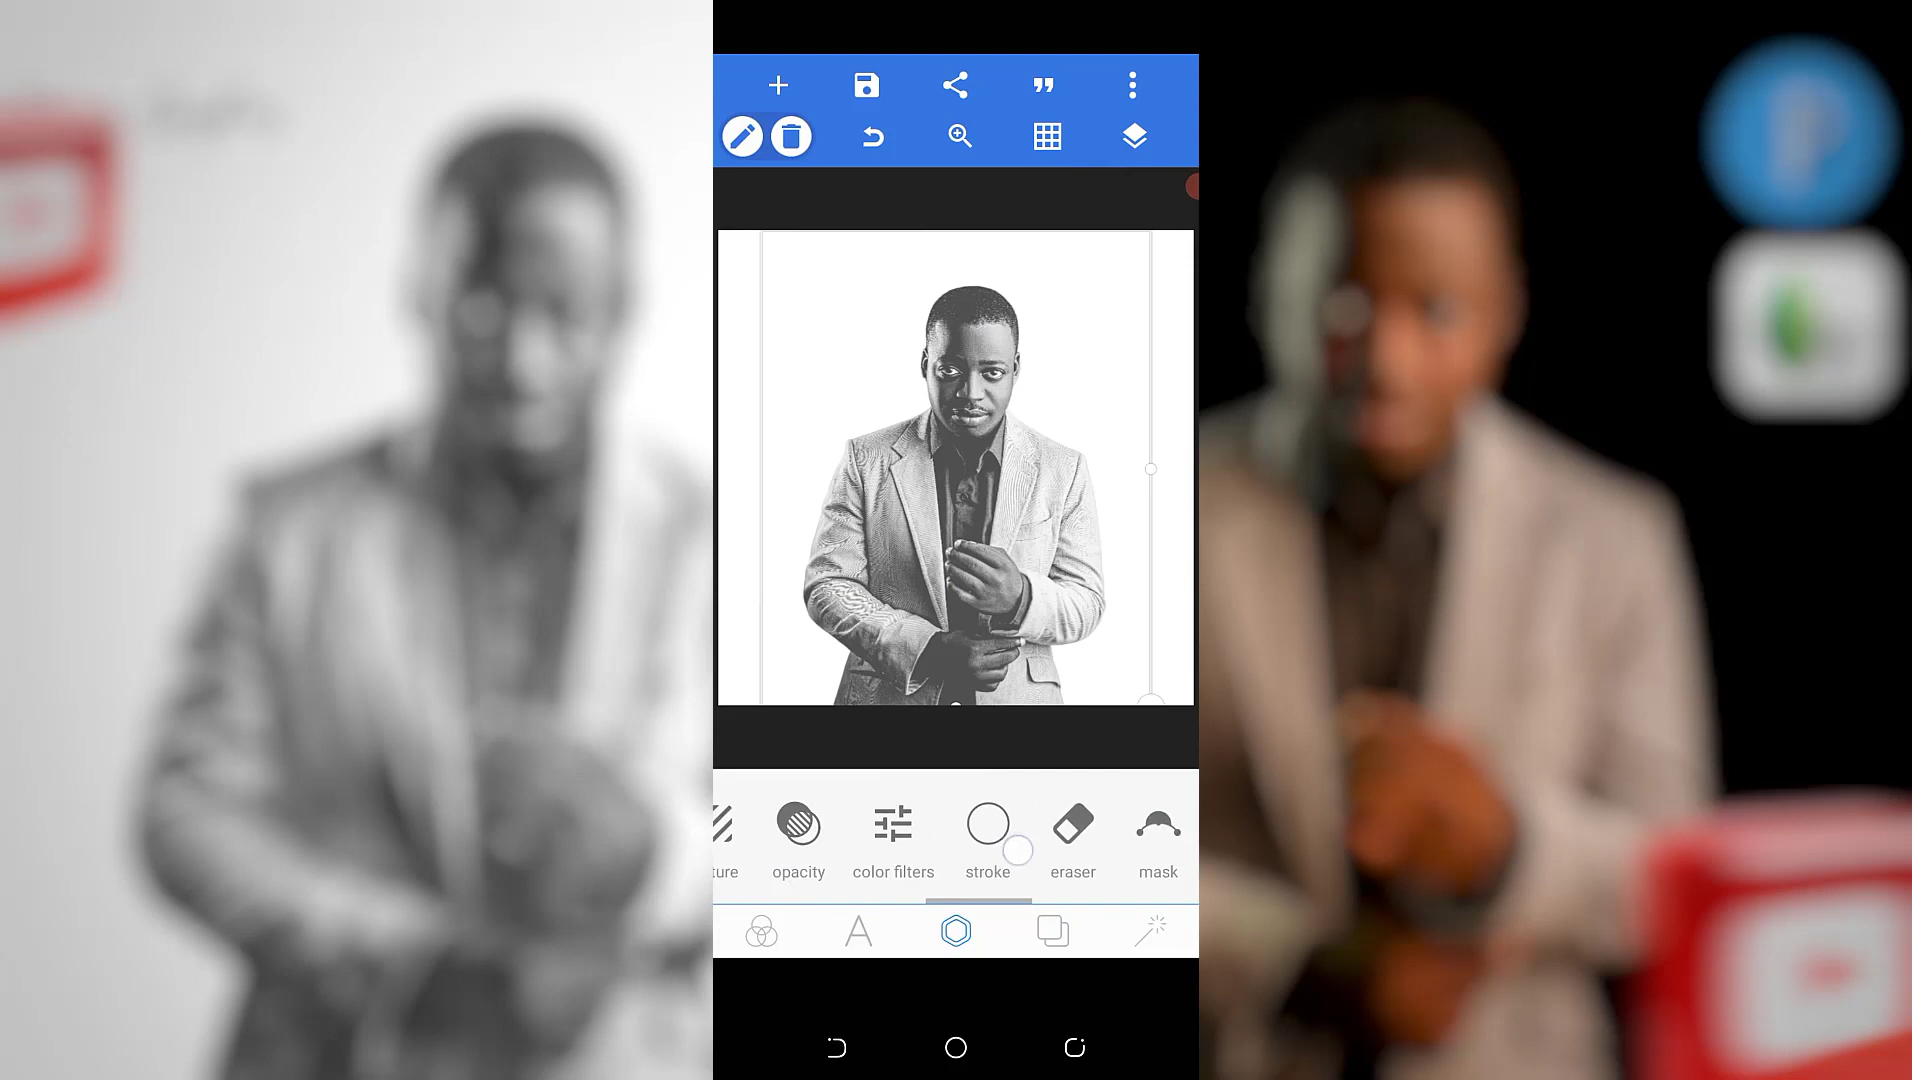 ture
opacity
color filters
stroke
eraser
mask